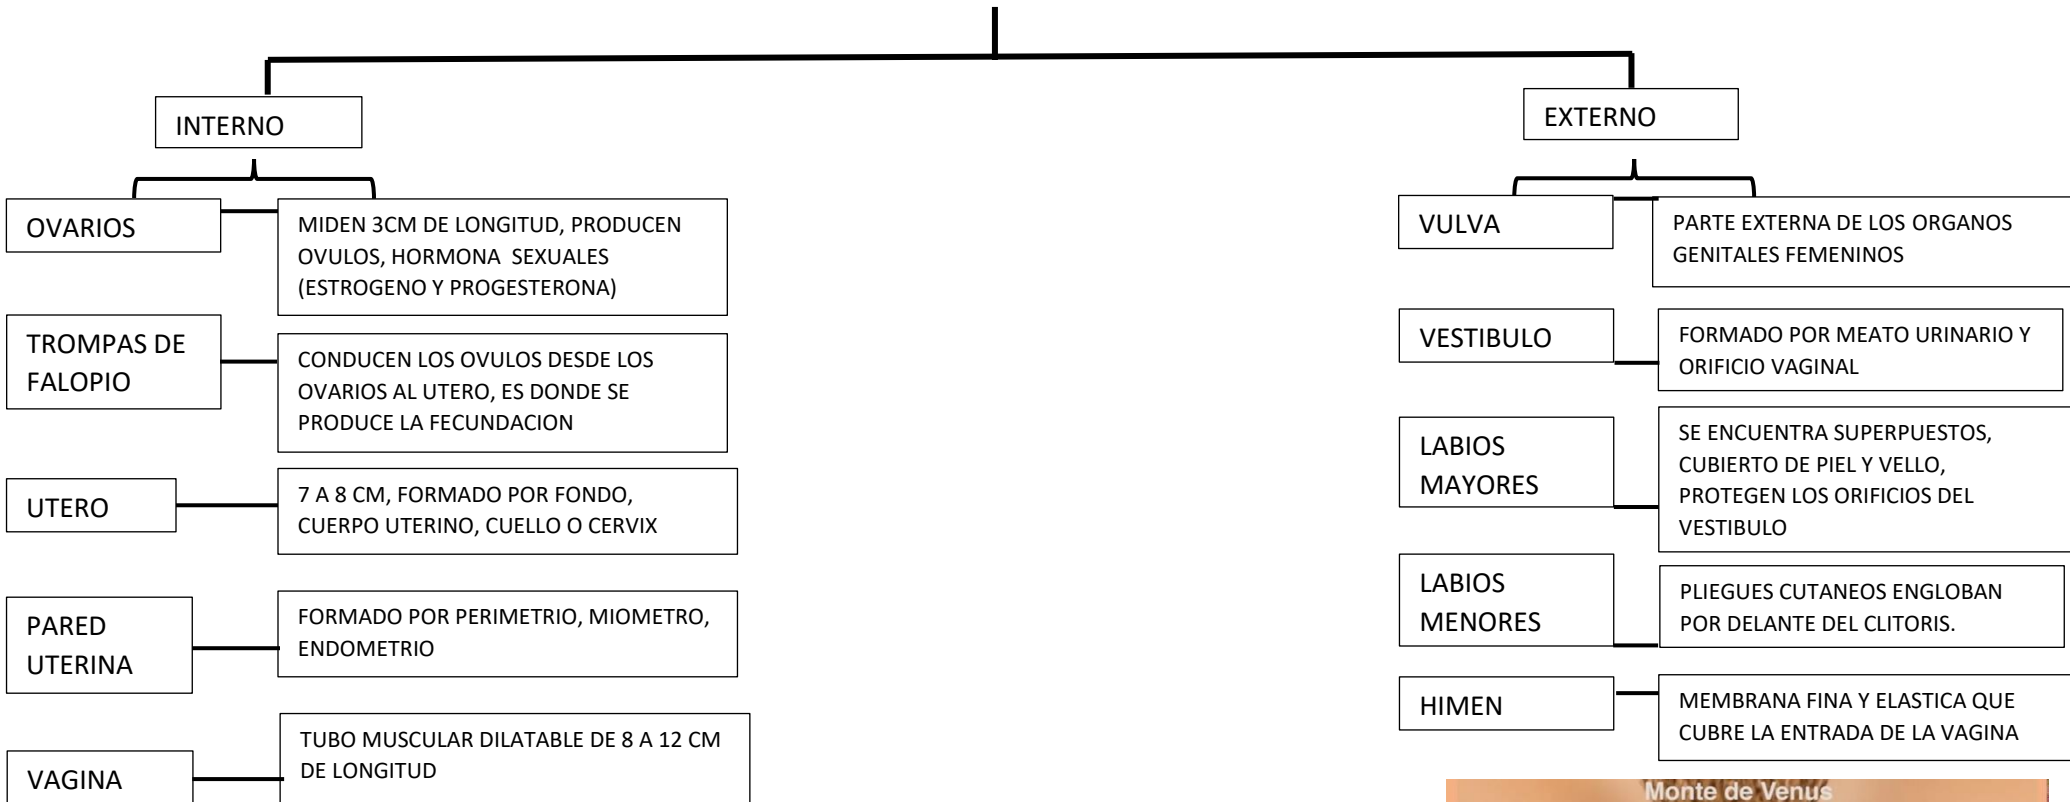 INTERNO
OVARIOS
MIDEN 3CM DE LONGITUD, PRODUCEN
OVULOS, HORMONA SEXUALES
(ESTROGENO Y PROGESTERONA)
TROMPAS DE
FALOPIO
CONDUCEN LOS OVULOS DESDE LOS
OVARIOS AL UTERO, ES DONDE SE
PRODUCE LA FECUNDACION
UTERO
7 A 8 CM, FORMADO POR FONDO,
CUERPO UTERINO, CUELLO O CERVIX
PARED
UTERINA
FORMADO POR PERIMETRIO, MIOMETRO,
ENDOMETRIO
VAGINA
TUBO MUSCULAR DILATABLE DE 8 A 12 CM
DE LONGITUD
EXTERNO
VULVA
PARTE EXTERNA DE LOS ORGANOS
GENITALES FEMENINOS
VESTIBULO
FORMADO POR MEATO URINARIO Y
ORIFICIO VAGINAL
LABIOS
MAYORES
SE ENCUENTRA SUPERPUESTOS,
CUBIERTO DE PIEL Y VELLO,
PROTEGEN LOS ORIFICIOS DEL
VESTIBULO
LABIOS
MENORES
PLIEGUES CUTANEOS ENGLOBAN
POR DELANTE DEL CLITORIS.
HIMEN
MEMBRANA FINA Y ELASTICA QUE
CUBRE LA ENTRADA DE LA VAGINA
Monte de Venus